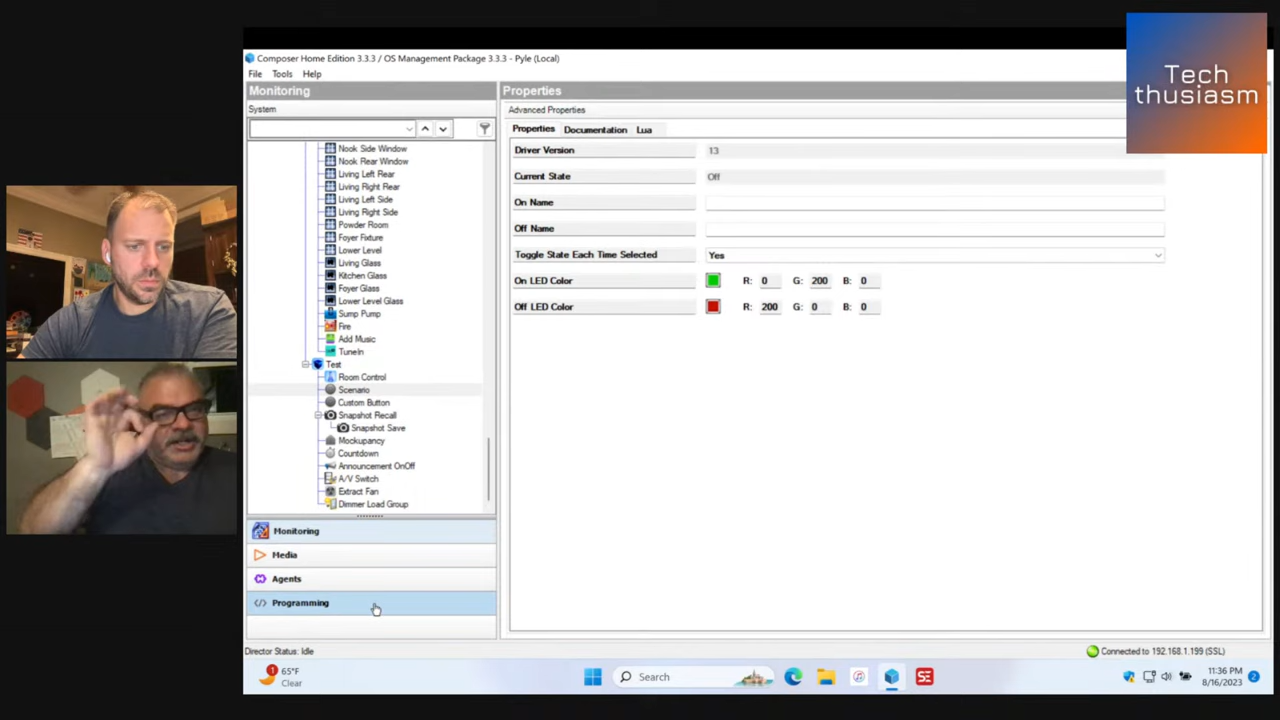 Tech
thusiasm
Composer Home Edition 3.3.3 / OS Management Package 3.3.3 - Pyle (Local)
File Tools Help
Monitoring
System
Nook Side Window
Nook Rear Window
Living Left Rear
Living Right Rear
Living Left Side
Living Right Side
Powder Room
Foyer Fixture
Lower Level
Living Glass
Kitchen Glass
Foyer Glass
Lower Level Glass
Sump Pump
Fire
Add Music
TuneIn
Test
Room Control
Scenario
Custom Button
Snapshot Recall
Snapshot Save
Mockupancy
Countdown
Announcement OnOff
A/V Switch
Extract Fan
Dimmer Load Group
Monitoring
Media
Agents
Programming
Properties
Advanced Properties
Properties Documentation Lua
Driver Version 13
Current State Off
On Name
Off Name
Toggle State Each Time Selected Yes
On LED Color R: 0 G: 200 B: 0
Off LED Color R: 200 G: 0 B: 0
Director Status: Idle
Connected to 192.168.1.199 (SSL)
1
65°F
Clear
Search
SE
11:36 PM
8/16/2023
2